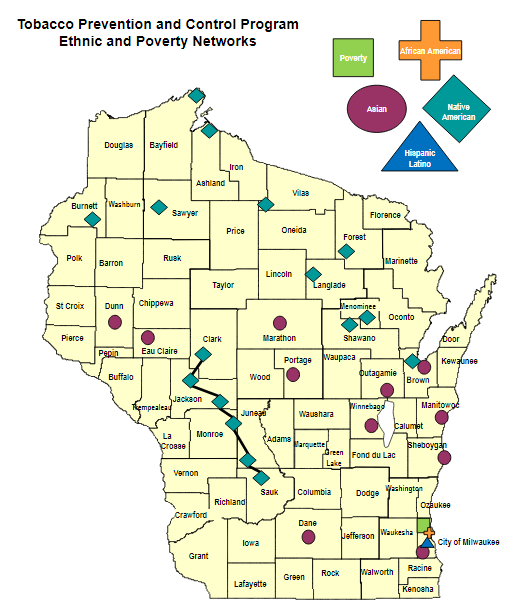 Tobacco Prevention and Control Program
Ethnic and Poverty Networks
Poverty
African American
Asian
Native
American
Hispanic
Latino
Douglas
Bayfield
Iron
Ashland
Vilas
Burnett
Washburn
Sawyer
Florence
Price
Oneida
Forest
Polk
Barron
Rusk
Marinette
Lincoln
Langlade
Taylor
St Croix
Dunn
Chippewa
Menominee
Oconto
Pierce
Clark
Marathon
Shawano
Door
Pepin
Eau Claire
Portage
Waupaca
Kewaunee
Buffalo
Wood
Outagamie
Brown
Trempealeau
Jackson
Juneau
Waushara
Winnebago
Manitowoc
Calumet
La
Crosse
Monroe
Adams
Marquette
Green
Lake
Fond du Lac
Sheboygan
Vernon
Sauk
Columbia
Dodge
Washington
Richland
Ozaukee
Crawford
Dane
Iowa
Jefferson
Waukesha
City of Milwaukee
Grant
Lafayette
Green
Rock
Walworth
Racine
Kenosha